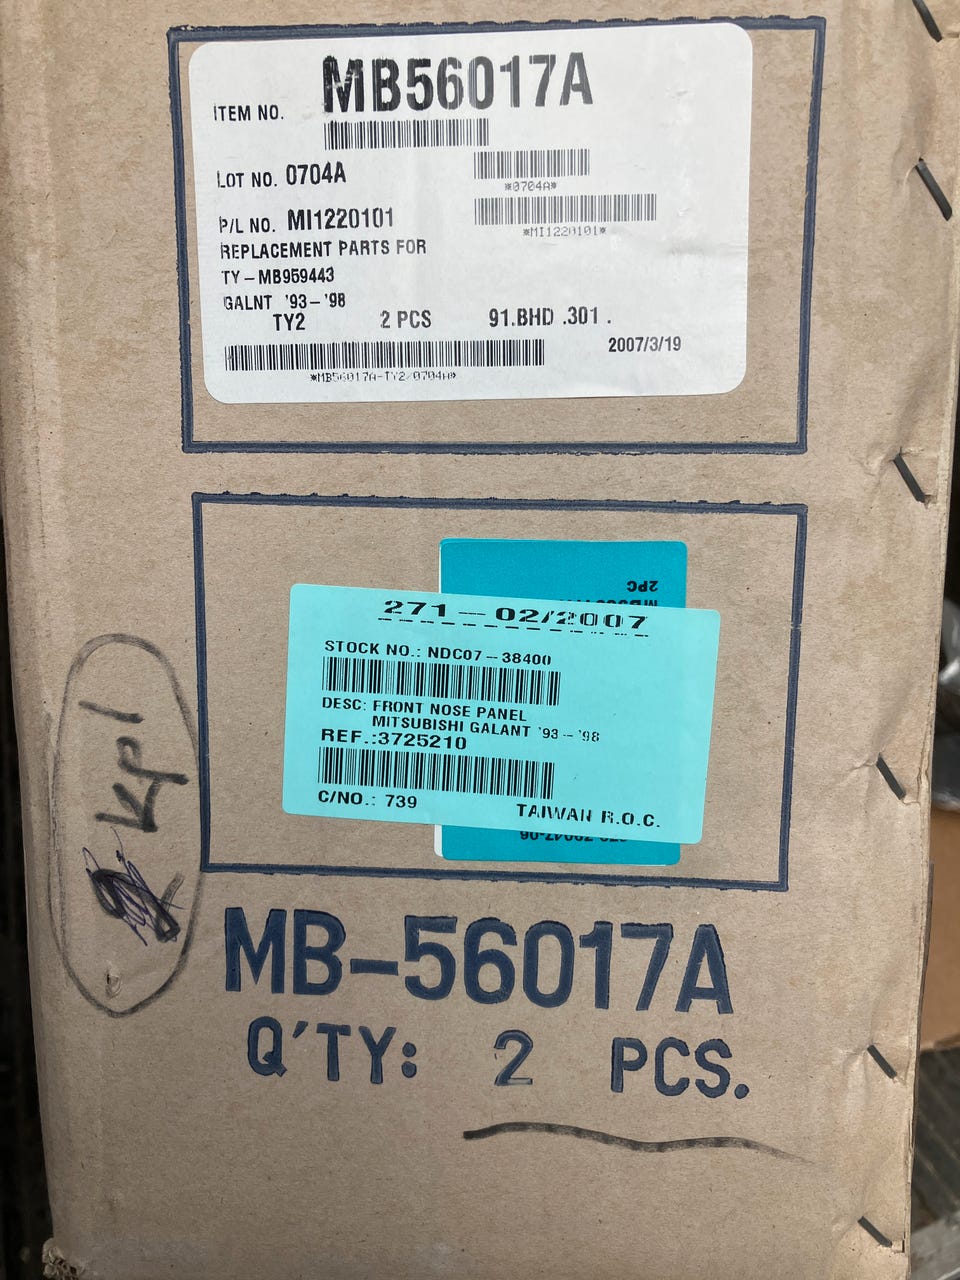 ITEM NO. MB56017A
LOT NO. 0704A
*0704A*
P/L NO. MI1220101
*MI1220101*
REPLACEMENT PARTS FOR
TY-MB959443
GALNT '93-'98
TY2 2 PCS 91.BHD .301 .
2007/3/19
*MB56017A-TY2/0704A*
2PC
271-02/2007
STOCK NO.: NDC07-38400
DESC: FRONT NOSE PANEL
MITSUBISHI GALANT '93-'98
REF.:3725210
C/NO.: 739
TAIWAN R.O.C.
kpl
MB-56017A
Q'TY: 2 PCS.